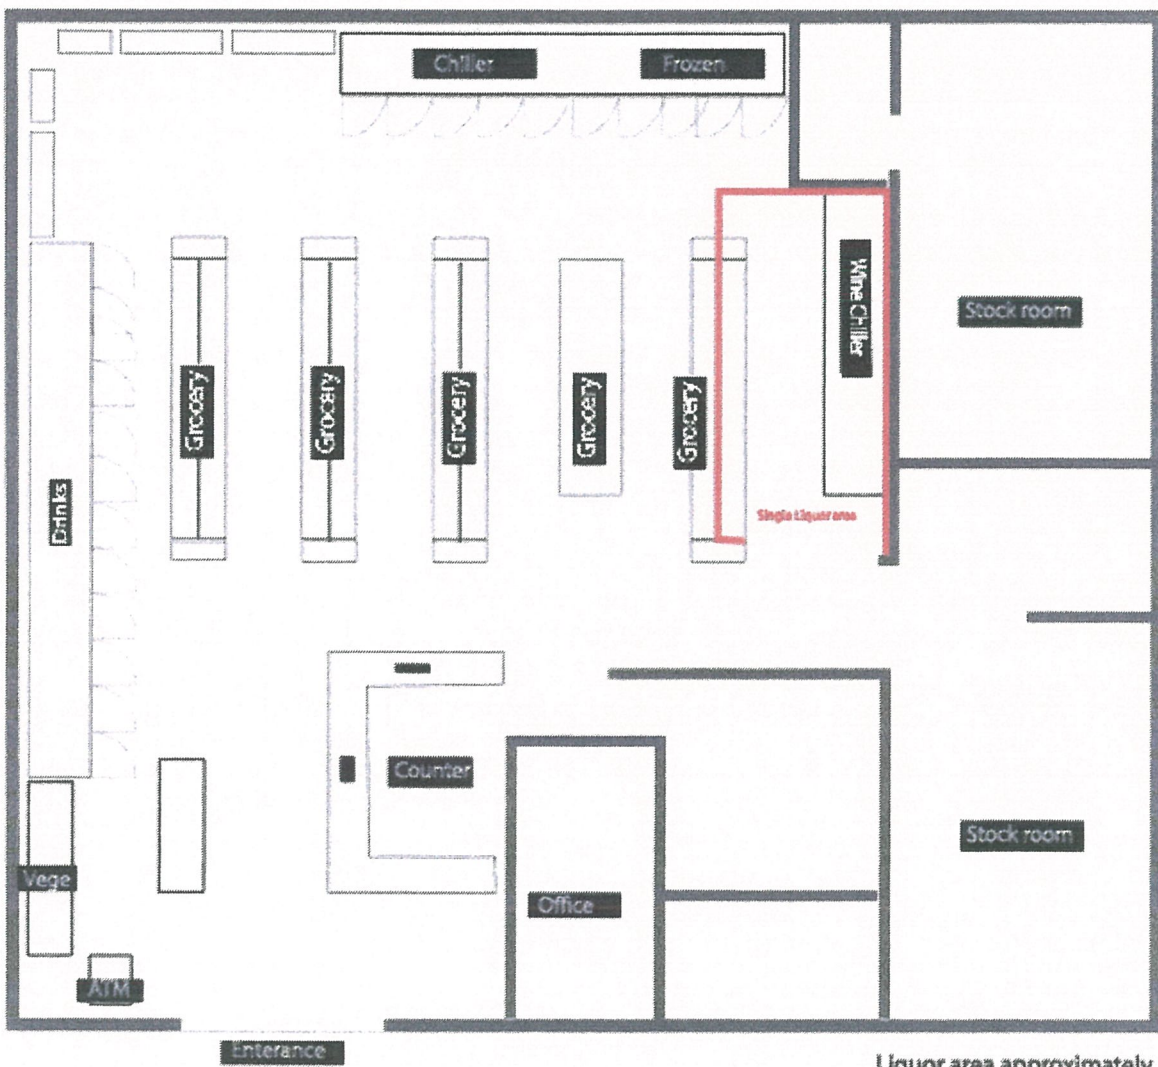 Chiller
Frozen
Wine Chiller
Stock room
Grocery
Grocery
Grocery
Grocery
Grocery
Drinks
Single Liquor area
Counter
Stock room
Vege
Office
ATM
Enterance
Liquor area approximately